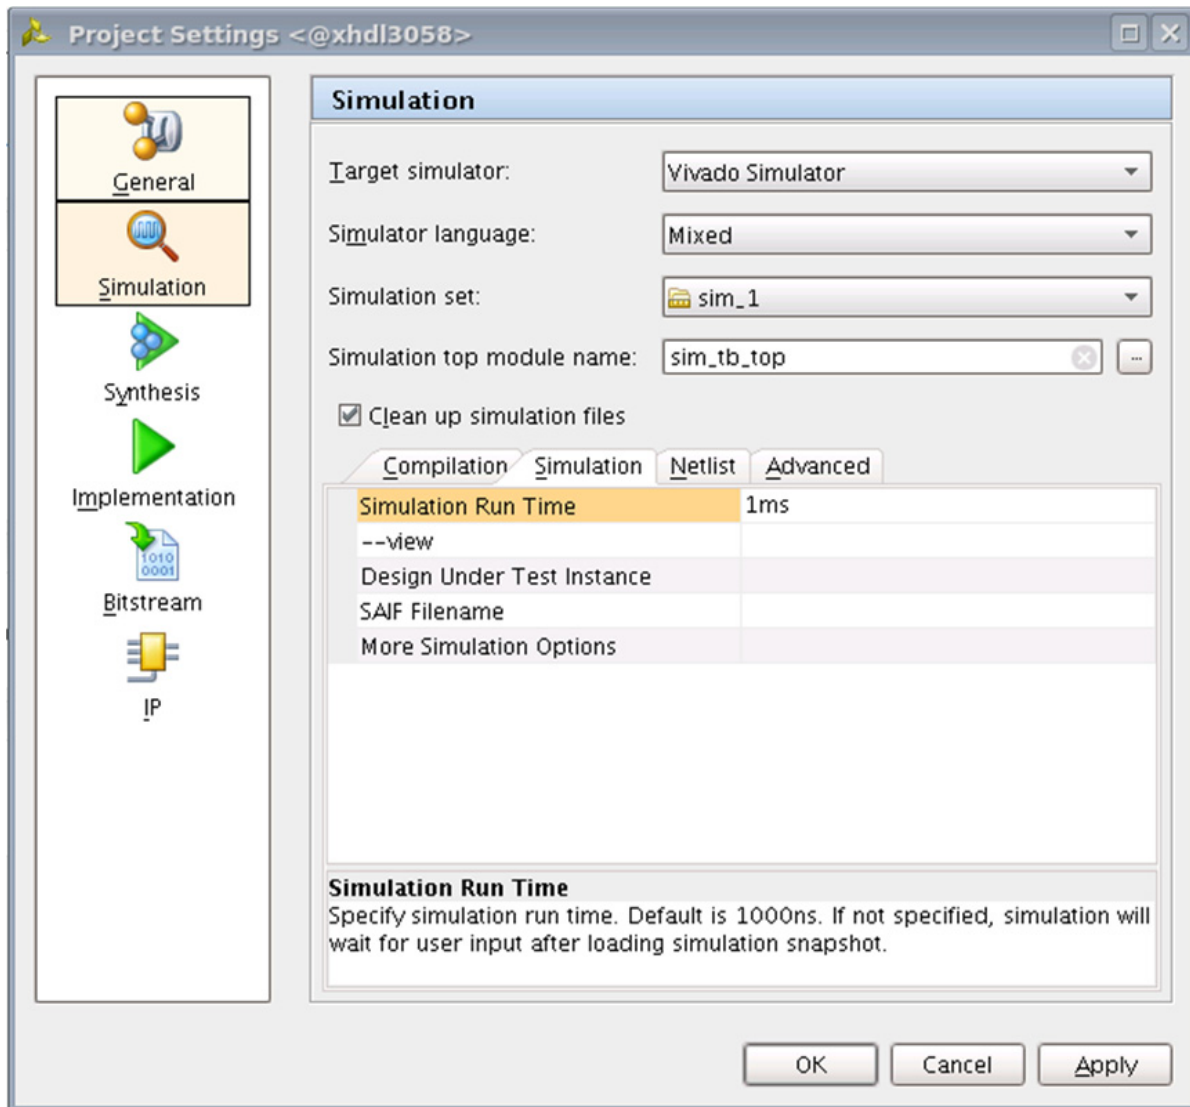 Project Settings <@xhdl3058>
General
Simulation
Synthesis
Implementation
1010
0001
Bitstream
IP
Simulation
Target simulator: Vivado Simulator
Simulator language: Mixed
Simulation set: sim_1
Simulation top module name: sim_tb_top ...
Clean up simulation files
Compilation Simulation Netlist Advanced
Simulation Run Time 1ms
--view
Design Under Test Instance
SAIF Filename
More Simulation Options
Simulation Run Time
Specify simulation run time. Default is 1000ns. If not specified, simulation will
wait for user input after loading simulation snapshot.
OK Cancel Apply